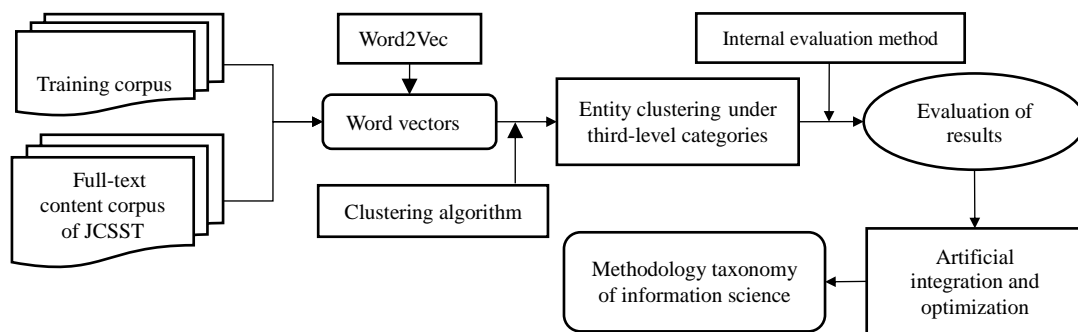 Training corpus
Full-text
content corpus
of JCSST
Word2Vec
Word vectors
Clustering algorithm
Entity clustering under
third-level categories
Internal evaluation method
Evaluation of
results
Artificial
integration and
optimization
Methodology taxonomy
of information science